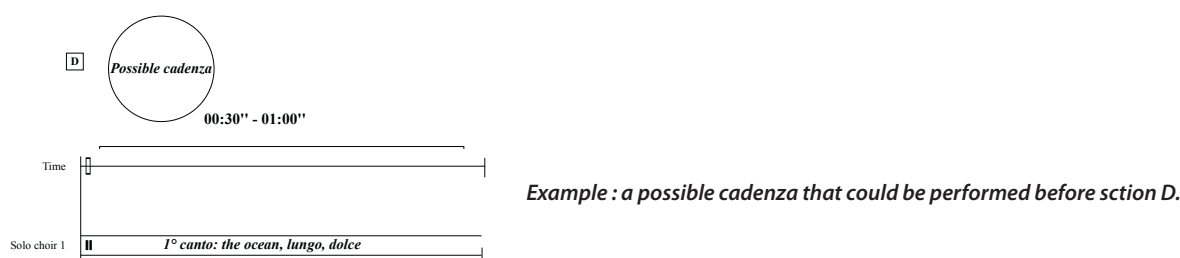 D
Possible cadenza
00:30'' - 01:00''
Time
Example : a possible cadenza that could be performed before sction D.
Solo choir 1
1° canto: the ocean, lungo, dolce